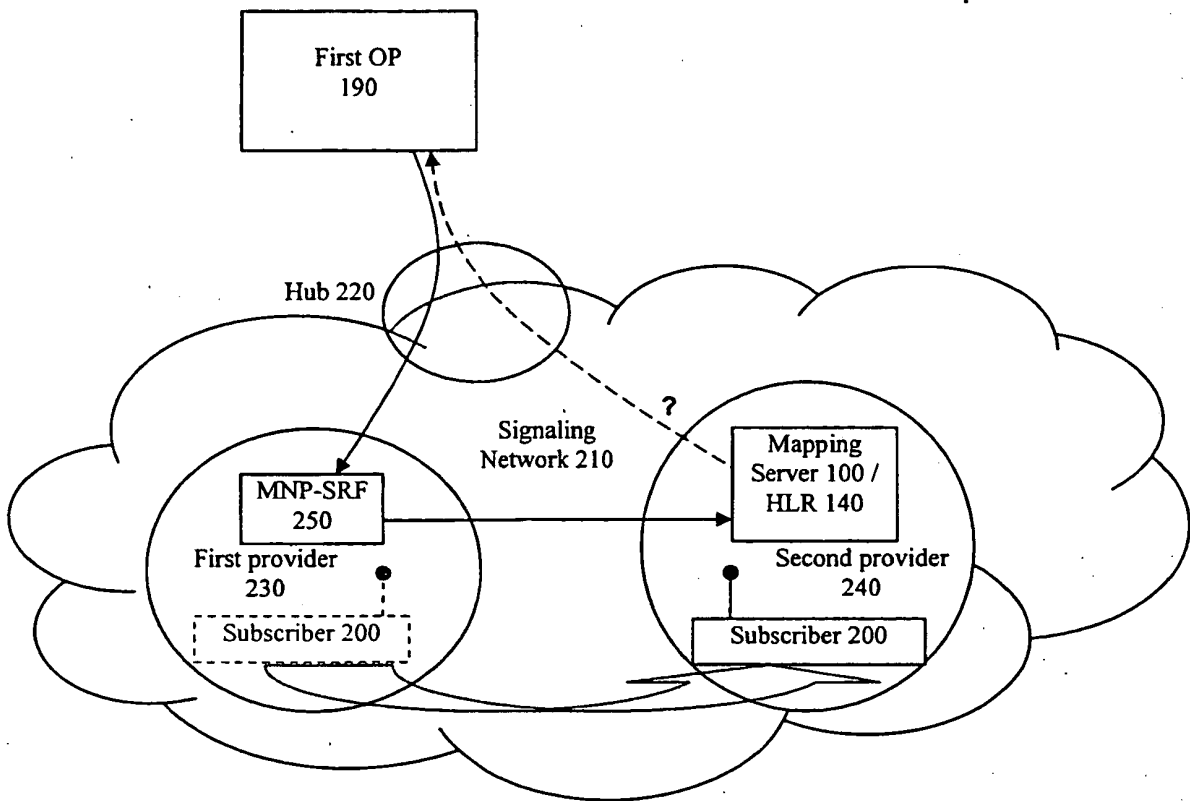 First OP
190
Hub 220
?
Signaling
Network 210
Mapping
Server 100 /
HLR 140
MNP-SRF
250
First provider
230
Second provider
240
Subscriber 200
Subscriber 200